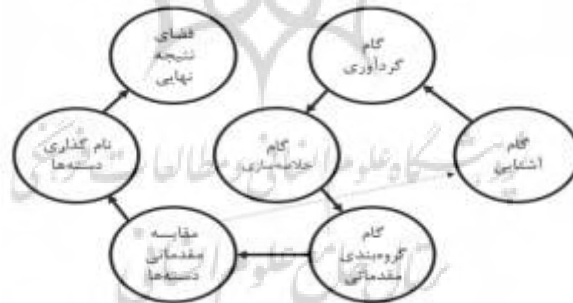 گام
آشنایی
گام
گردآوری
گام
خلاصه‌سازی
گام
گروه‌بندی
مقدماتی
مقایسه
مقدماتی
دسته‌ها
نام گذاری
دسته‌ها
فضای
نتیجه
نهایی